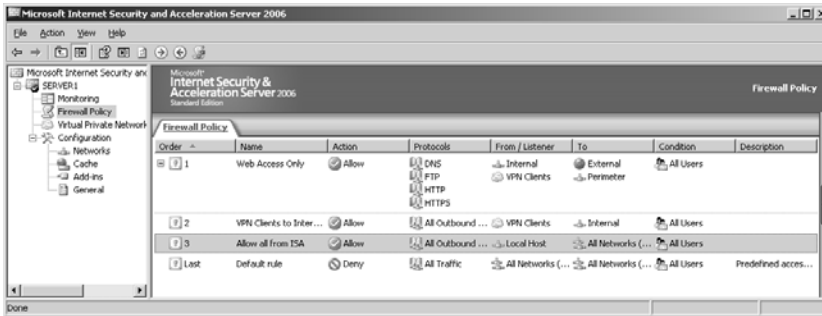 Microsoft Internet Security and Acceleration Server 2006
File Action View Help
Microsoft Internet Security and
SERVER1
Monitoring
Firewall Policy
Virtual Private Network
Configuration
Networks
Cache
Add-ins
General
Microsoft
Internet Security &
Acceleration Server 2006
Standard Edition
Firewall Policy
Firewall Policy
Order Name Action Protocols From / Listener To Condition Description
1 Web Access Only Allow DNS Internal External All Users
FTP VPN Clients Perimeter
HTTP
HTTPS
2 VPN Clients to Inter... Allow All Outbound ... VPN Clients Internal All Users
3 Allow all from ISA Allow All Outbound ... Local Host All Networks (... All Users
Last Default rule Deny All Traffic All Networks (... All Networks (... All Users Predefined acces...
Done